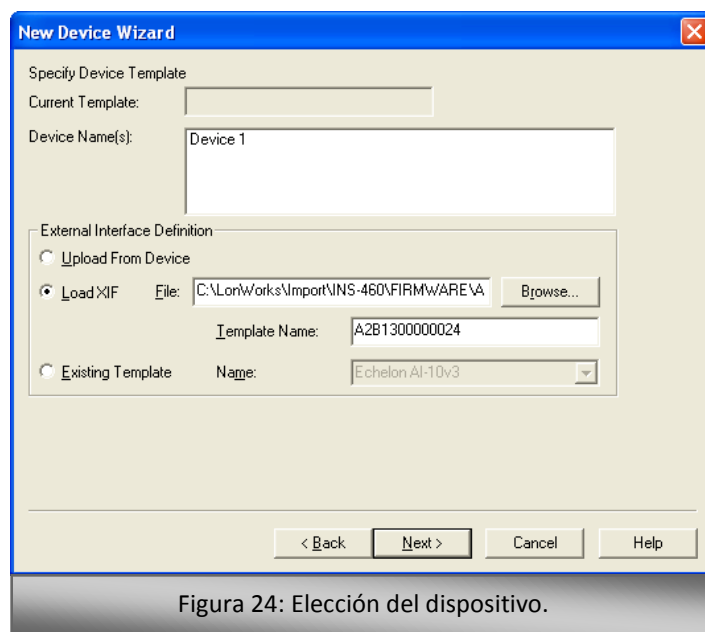 New Device Wizard
Specify Device Template
Current Template:
Device Name(s): Device 1
External Interface Definition
Upload From Device
Load XIF File: C:\LonWorks\Import\INS-460\FIRMWARE\A Browse...
Template Name: A2B1300000024
Existing Template Name: Echelon AI-10v3
< Back Next > Cancel Help
Figura 24: Elección del dispositivo.